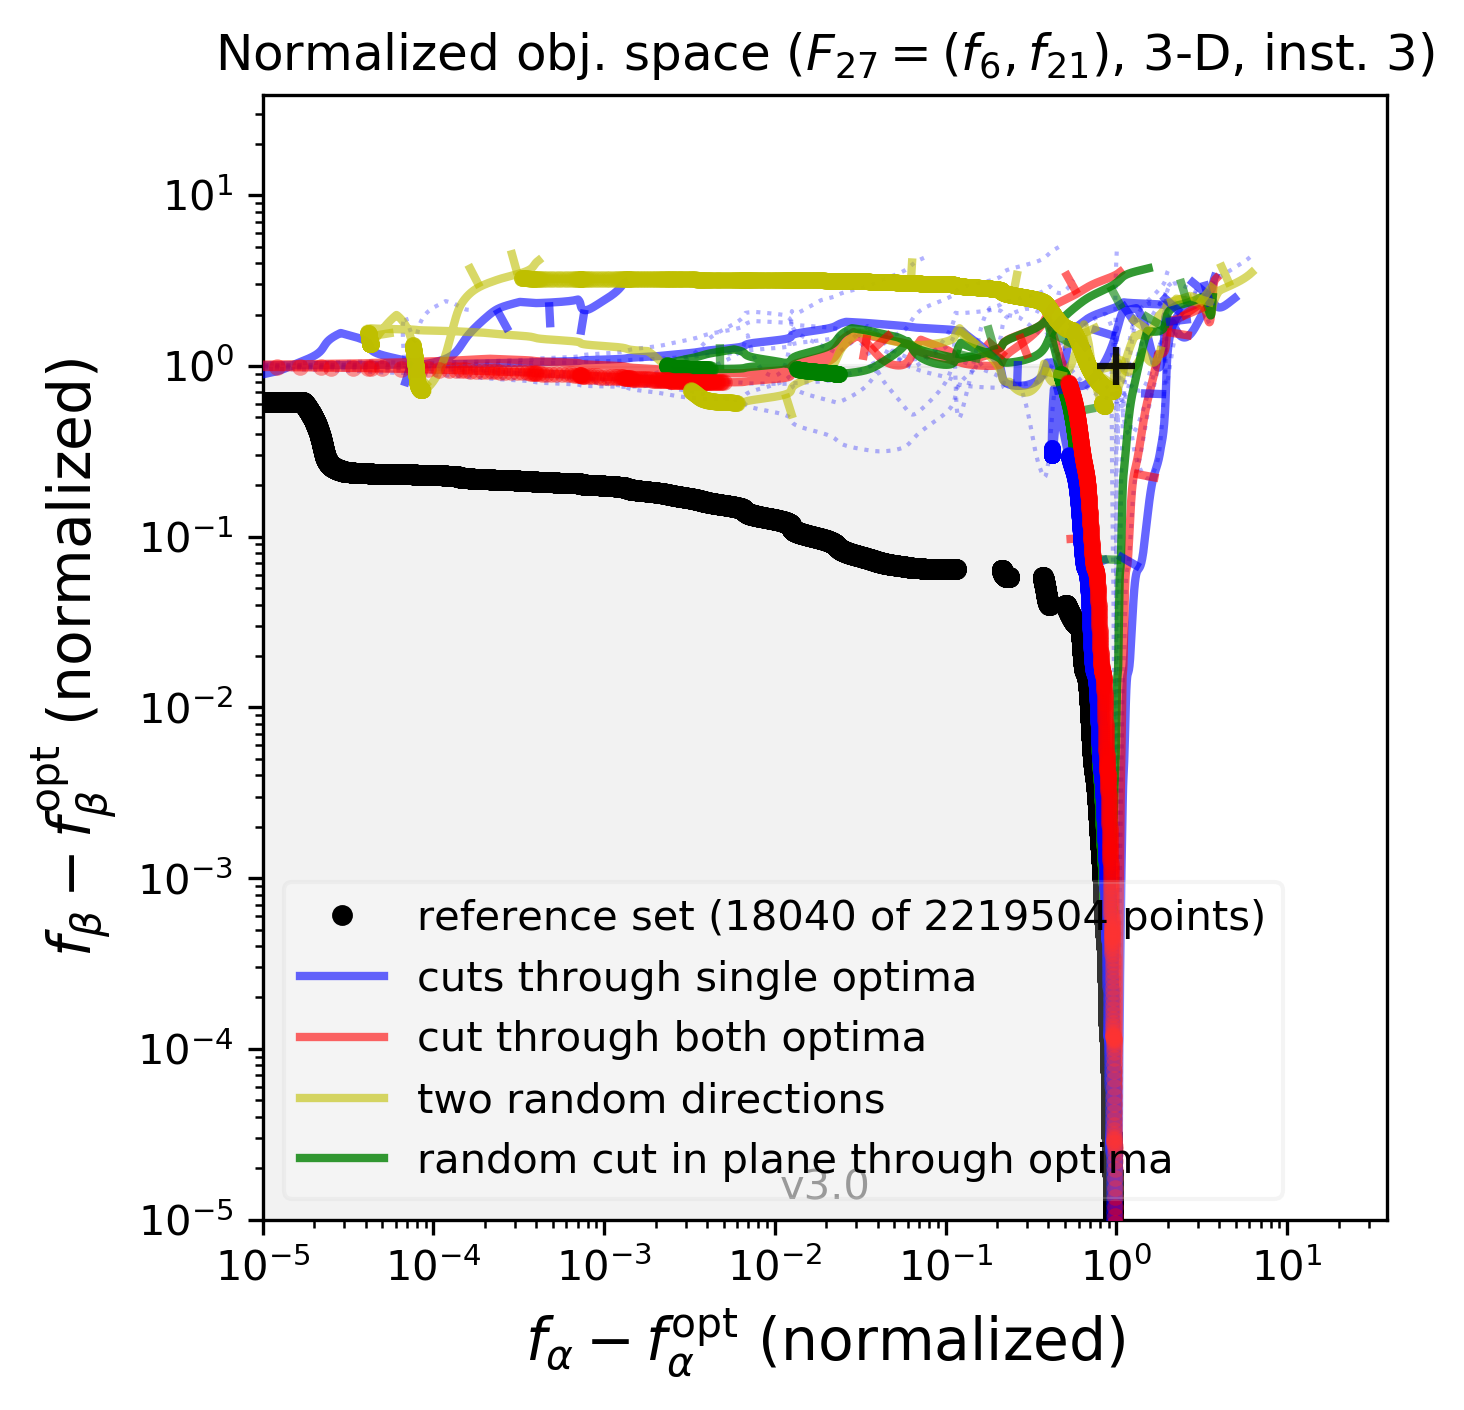 Normalized obj. space (F₂₇ = (f₆, f₂₁), 3-D, inst. 3)
10¹
10⁰
10⁻¹
10⁻²
10⁻³
10⁻⁴
10⁻⁵
f_β − f_β^opt (normalized)
reference set (18040 of 2219504 points)
cuts through single optima
cut through both optima
two random directions
random cut in plane through optima
v3.0
10⁻⁵ 10⁻⁴ 10⁻³ 10⁻² 10⁻¹ 10⁰ 10¹
f_α − f_α^opt (normalized)